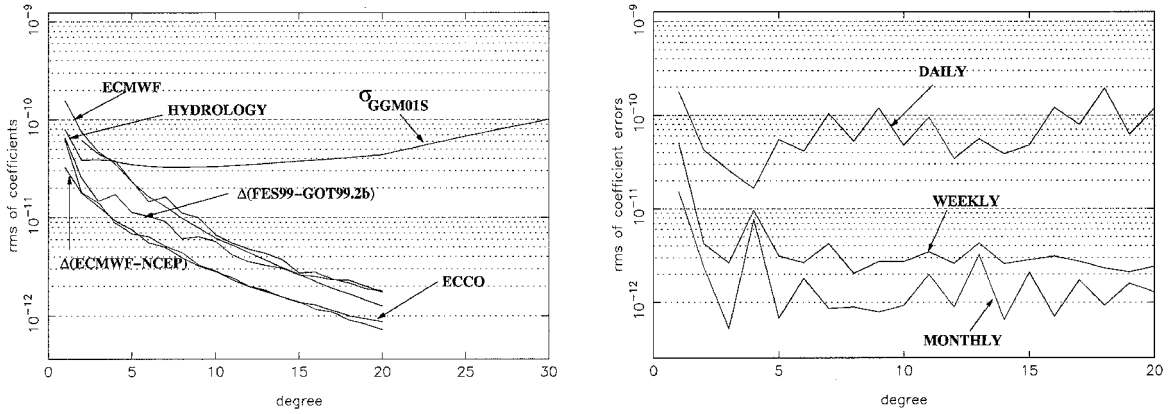 rms of coefficients
10⁻⁹
10⁻¹⁰
10⁻¹¹
10⁻¹²
ECMWF
HYDROLOGY
σGGM01S
Δ(FES99−GOT99.2b)
Δ(ECMWF−NCEP)
ECCO
0 5 10 15 20 25 30
degree
rms of coefficient errors
10⁻⁹
10⁻¹⁰
10⁻¹¹
10⁻¹²
DAILY
WEEKLY
MONTHLY
0 5 10 15 20
degree